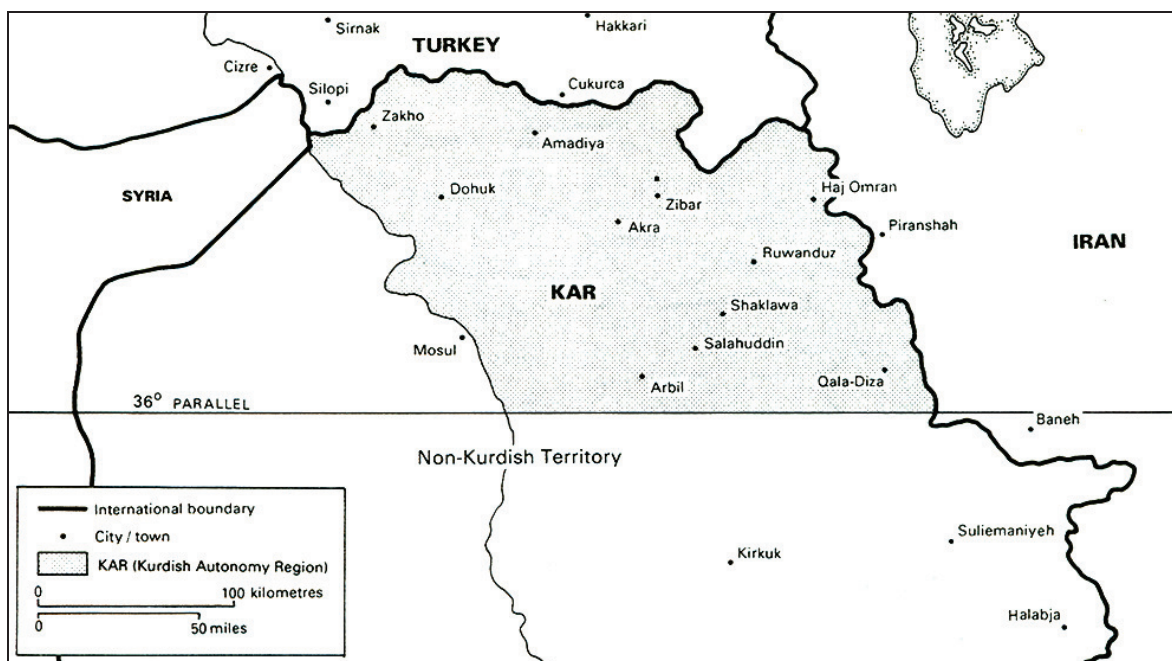 Sirnak
Hakkari
TURKEY
Cizre
Cukurca
Silopi
Zakho
Amadiya
SYRIA
Dohuk
Zibar
Haj Omran
Akra
Piranshah
IRAN
Ruwanduz
KAR
Shaklawa
Mosul
Salahuddin
Arbil
Qala-Diza
36° PARALLEL
Baneh
Non-Kurdish Territory
International boundary
City / town
KAR (Kurdish Autonomy Region)
0 100 kilometres
0 50 miles
Suliemaniyeh
Kirkuk
Halabja